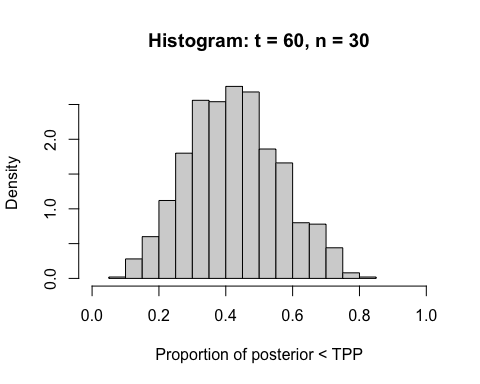 Histogram: t = 60, n = 30
Density
2.0
1.0
0.0
0.0 0.2 0.4 0.6 0.8 1.0
Proportion of posterior < TPP